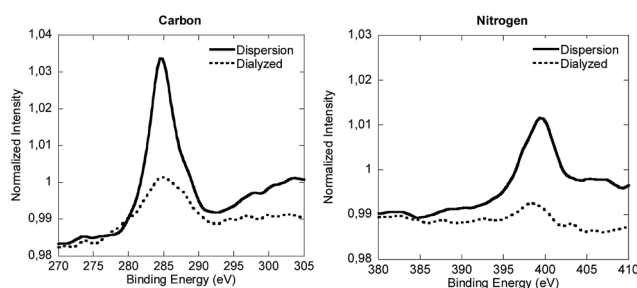 Carbon
Normalized Intensity
1,04
1,03
1,02
1,01
1
0,99
0,98
Dispersion
Dialyzed
270 275 280 285 290 295 300 305
Binding Energy (eV)
Nitrogen
Normalized Intensity
1,03
1,02
1,01
1
0,99
0,98
Dispersion
Dialyzed
380 385 390 395 400 405 410
Binding Energy (eV)